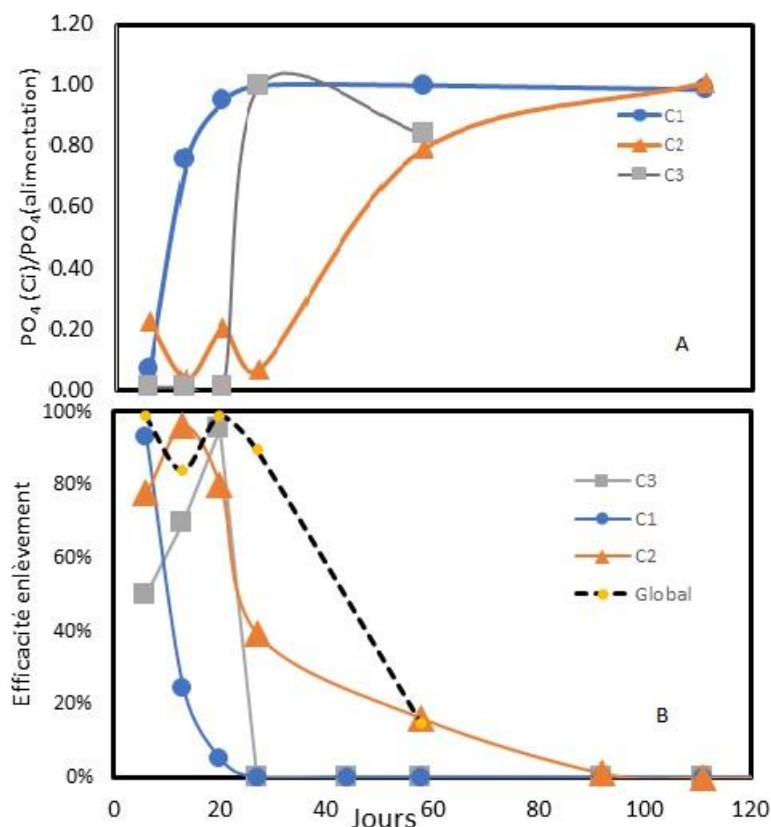 1.20
1.00
0.80
0.60
0.40
0.20
0.00
PO₄(Ci)/PO₄(alimentation)
C1
C2
C3
A
100%
80%
60%
40%
20%
0%
Efficacité enlèvement
C3
C1
C2
Global
B
0 20 40 60 80 100 120
Jours